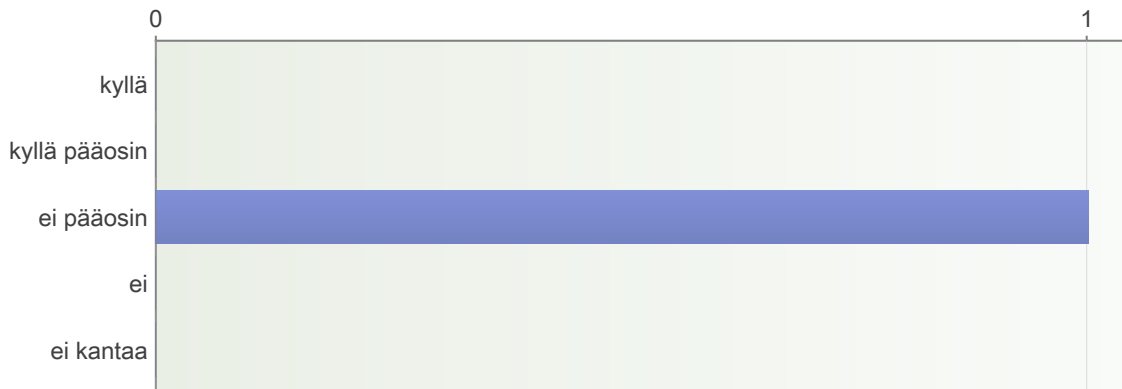 0 1
kyllä
kyllä pääosin
ei pääosin
ei
ei kantaa